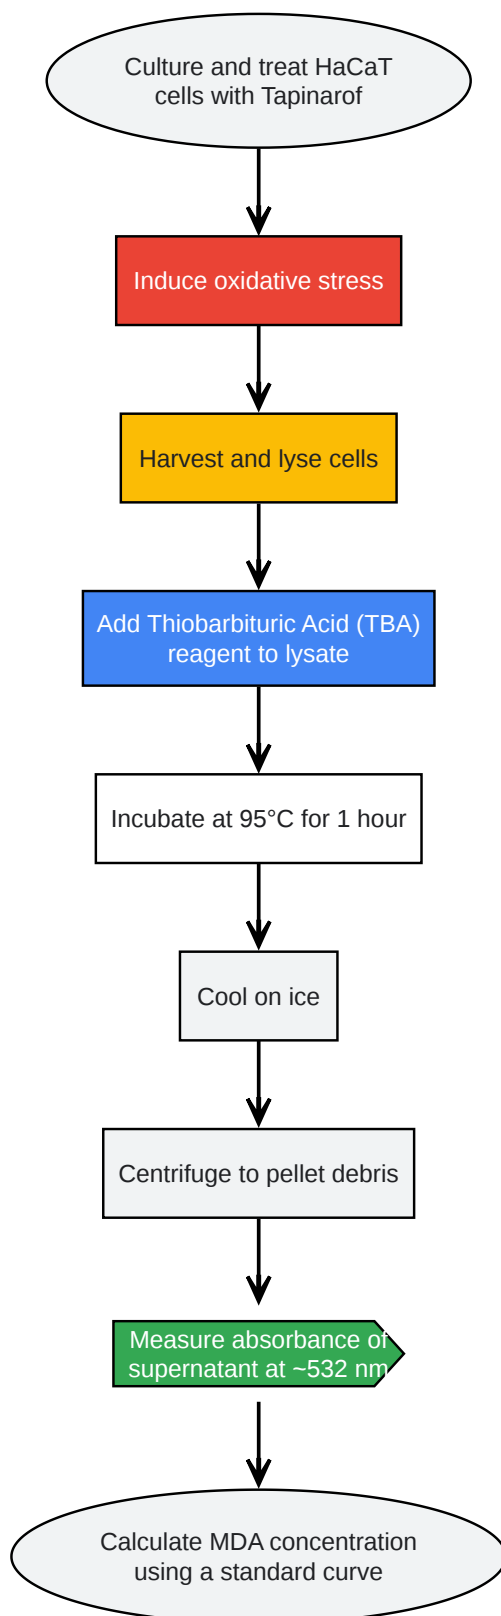 Culture and treat HaCaT
cells with Tapinarof
Induce oxidative stress
Harvest and lyse cells
Add Thiobarbituric Acid (TBA)
reagent to lysate
Incubate at 95°C for 1 hour
Cool on ice
Centrifuge to pellet debris
Measure absorbance of
supernatant at ~532 nm
Calculate MDA concentration
using a standard curve